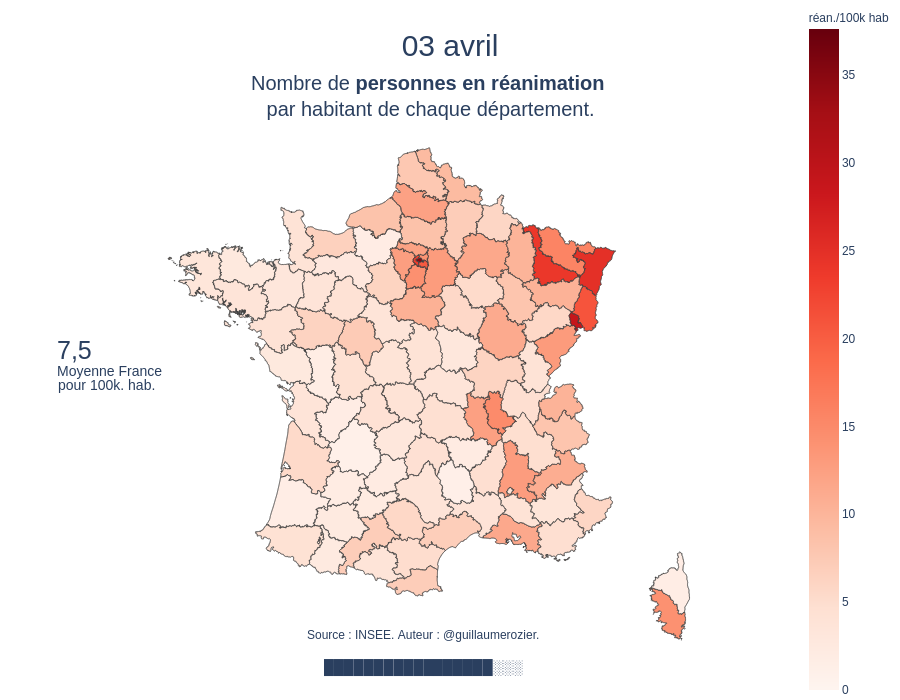 réan./100k hab
03 avril
Nombre de personnes en réanimation
par habitant de chaque département.
35
30
25
20
15
10
5
0
7,5
Moyenne France
pour 100k. hab.
Source : INSEE. Auteur : @guillaumerozier.